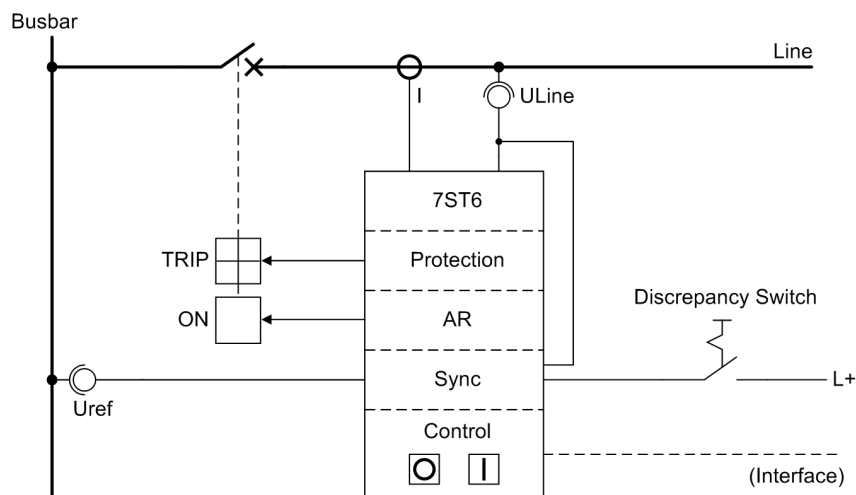 Busbar
Line
I
ULine
7ST6
TRIP
Protection
Discrepancy Switch
ON
AR
Sync
L+
Uref
Control
(Interface)